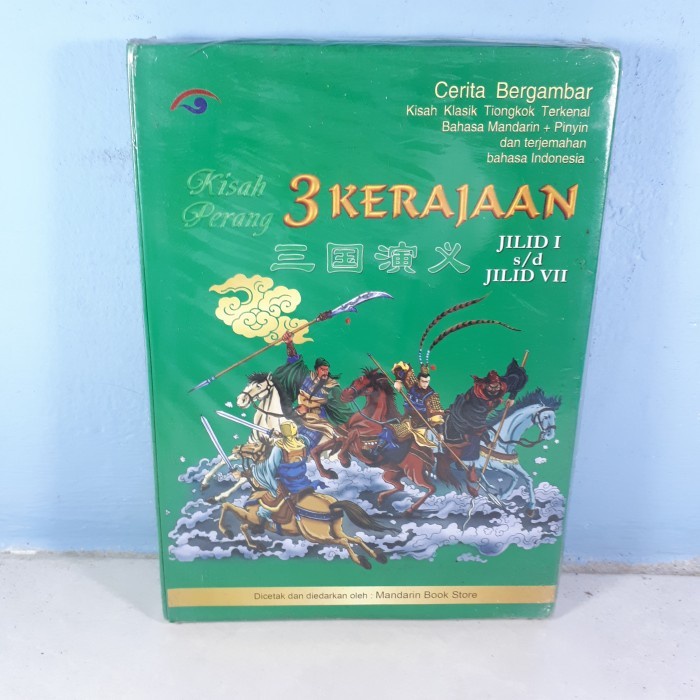 Cerita Bergambar
Kisah Klasik Tiongkok Terkenal
Bahasa Mandarin + Pinyin
dan terjemahan
bahasa Indonesia
Kisah
Perang
3 KERAJAAN
三国演义
JILID I
s/d
JILID VII
Dicetak dan diedarkan oleh : Mandarin Book Store